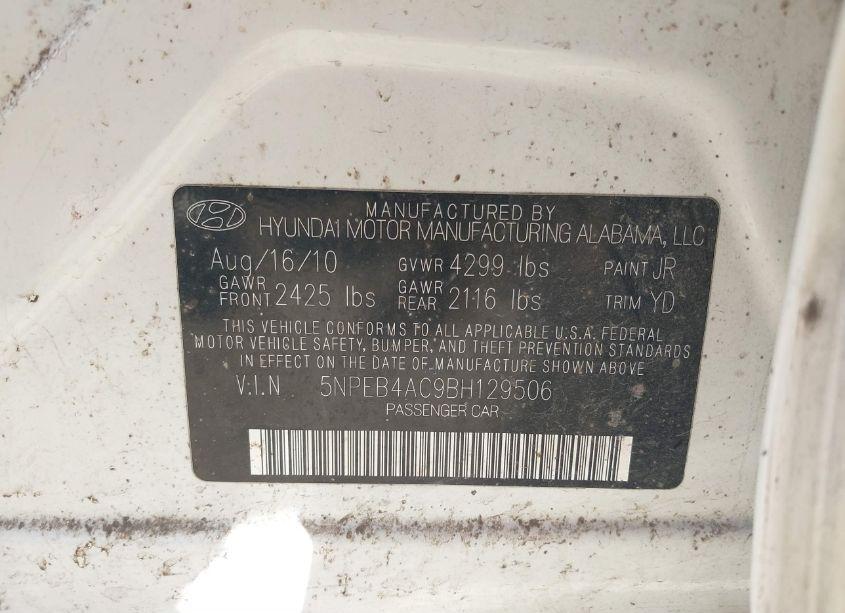 MANUFACTURED BY
HYUNDAI MOTOR MANUFACTURING ALABAMA, LLC
Aug/16/10 GVWR 4299 lbs PAINT JR
GAWR FRONT 2425 lbs GAWR REAR 2116 lbs TRIM YD
THIS VEHICLE CONFORMS TO ALL APPLICABLE U.S.A. FEDERAL
MOTOR VEHICLE SAFETY, BUMPER, AND THEFT PREVENTION STANDARDS
IN EFFECT ON THE DATE OF MANUFACTURE SHOWN ABOVE
V.I.N 5NPEB4AC9BH129506
PASSENGER CAR